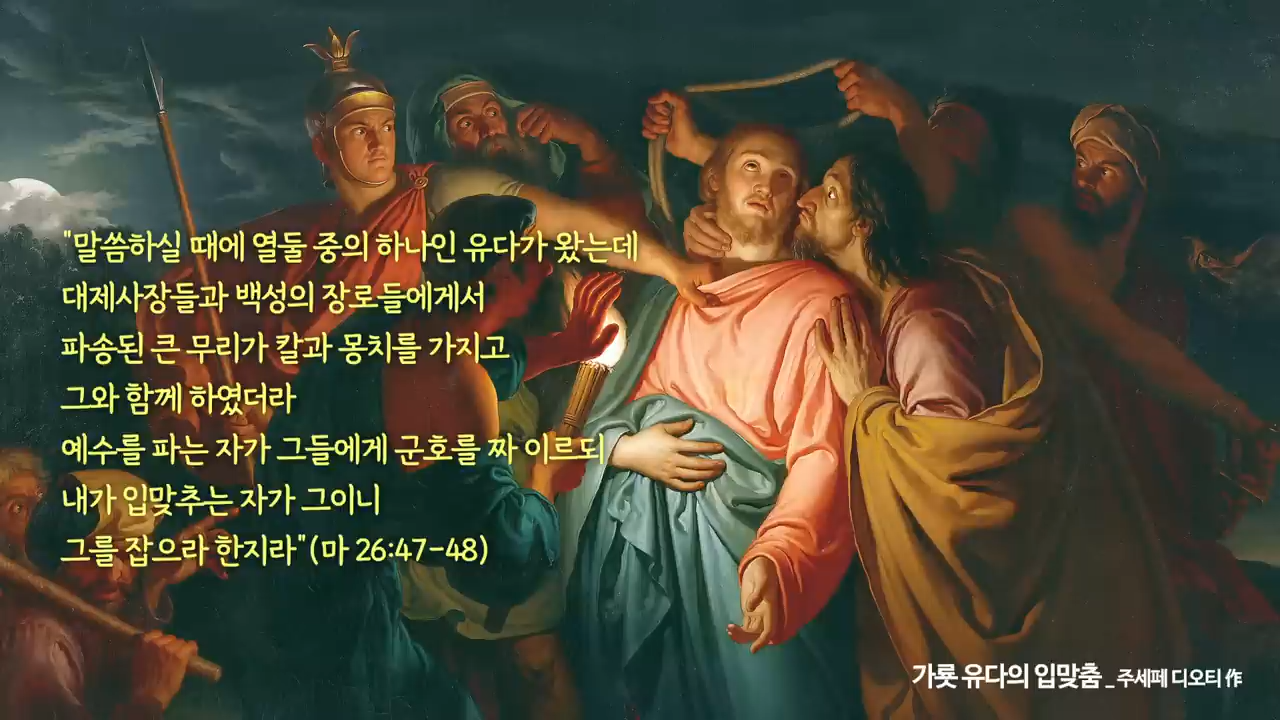 "말씀하실 때에 열둘 중의 하나인 유다가 왔는데
대제사장들과 백성의 장로들에게서
파송된 큰 무리가 칼과 몽치를 가지고
그와 함께 하였더라
예수를 파는 자가 그들에게 군호를 짜 이르되
내가 입맞추는 자가 그이니
그를 잡으라 한지라"(마 26:47-48)
가룟 유다의 입맞춤 _ 주세페 디오티 作